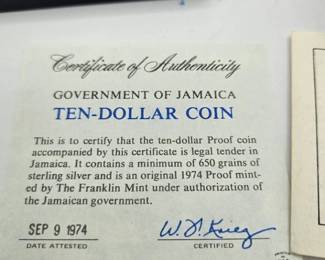 Certificate of Authenticity
GOVERNMENT OF JAMAICA
TEN-DOLLAR COIN
This is to certify that the ten-dollar Proof coin
accompanied by this certificate is legal tender in
Jamaica. It contains a minimum of 650 grains of
sterling silver and is an original 1974 Proof mint-
ed by The Franklin Mint under authorization of
the Jamaican government.
SEP 9 1974
DATE ATTESTED
CERTIFIED